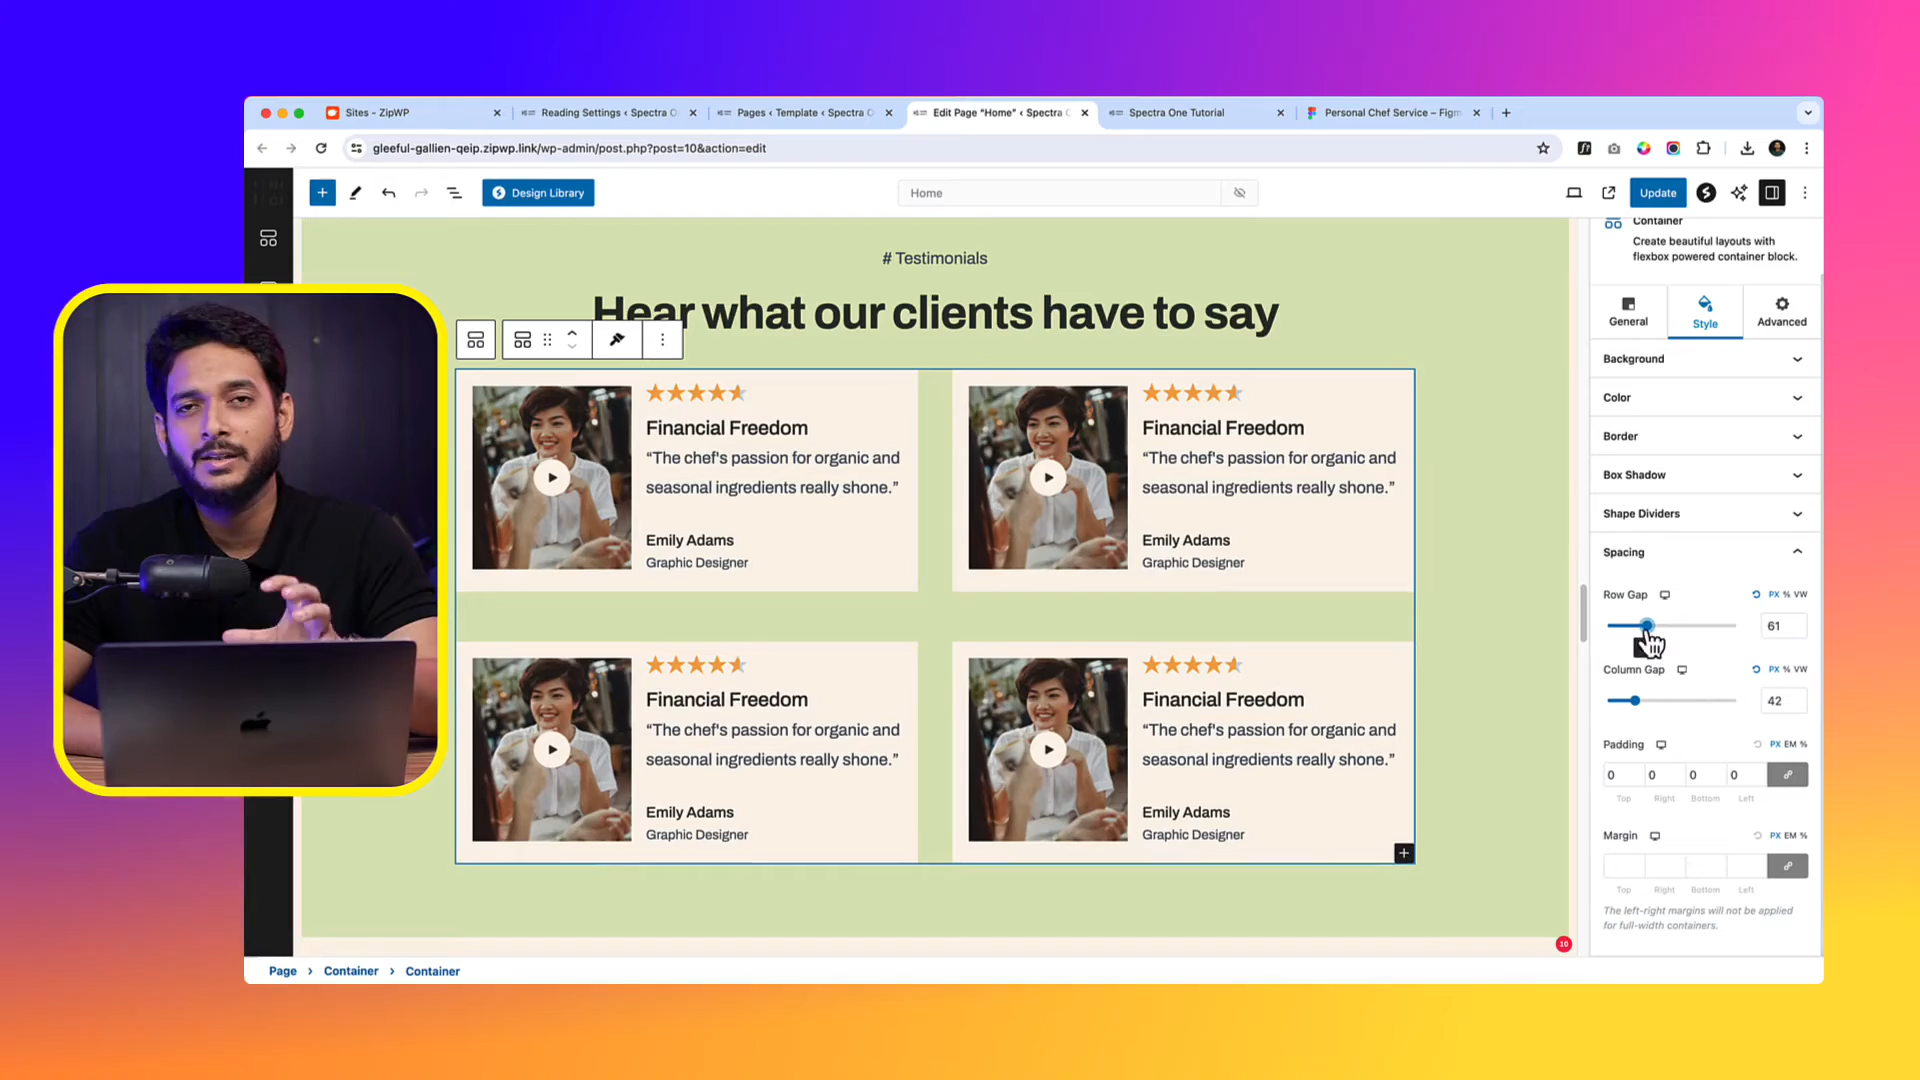 Sites - ZipWP
Reading Settings ‹ Spectra O
Pages ‹ Template ‹ Spectra O
Edit Page "Home" ‹ Spectra O
Spectra One Tutorial
Personal Chef Service – Figm
gleeful-gallien-qeip.zipwp.link/wp-admin/post.php?post=10&action=edit
Design Library
Home
Update
Container
Create beautiful layouts with
flexbox powered container block.
General
Style
Advanced
# Testimonials
Hear what our clients have to say
Financial Freedom
“The chef's passion for organic and
seasonal ingredients really shone.”
Emily Adams
Graphic Designer
Financial Freedom
“The chef's passion for organic and
seasonal ingredients really shone.”
Emily Adams
Graphic Designer
Financial Freedom
“The chef's passion for organic and
seasonal ingredients really shone.”
Emily Adams
Graphic Designer
Financial Freedom
“The chef's passion for organic and
seasonal ingredients really shone.”
Emily Adams
Graphic Designer
Background
Color
Border
Box Shadow
Shape Dividers
Spacing
Row Gap PX % VW
61
Column Gap PX % VW
42
Padding PX EM %
0 0 0 0
Top Right Bottom Left
Margin PX EM %
Top Right Bottom Left
The left-right margins will not be applied
for full-width containers.
10
Page › Container › Container